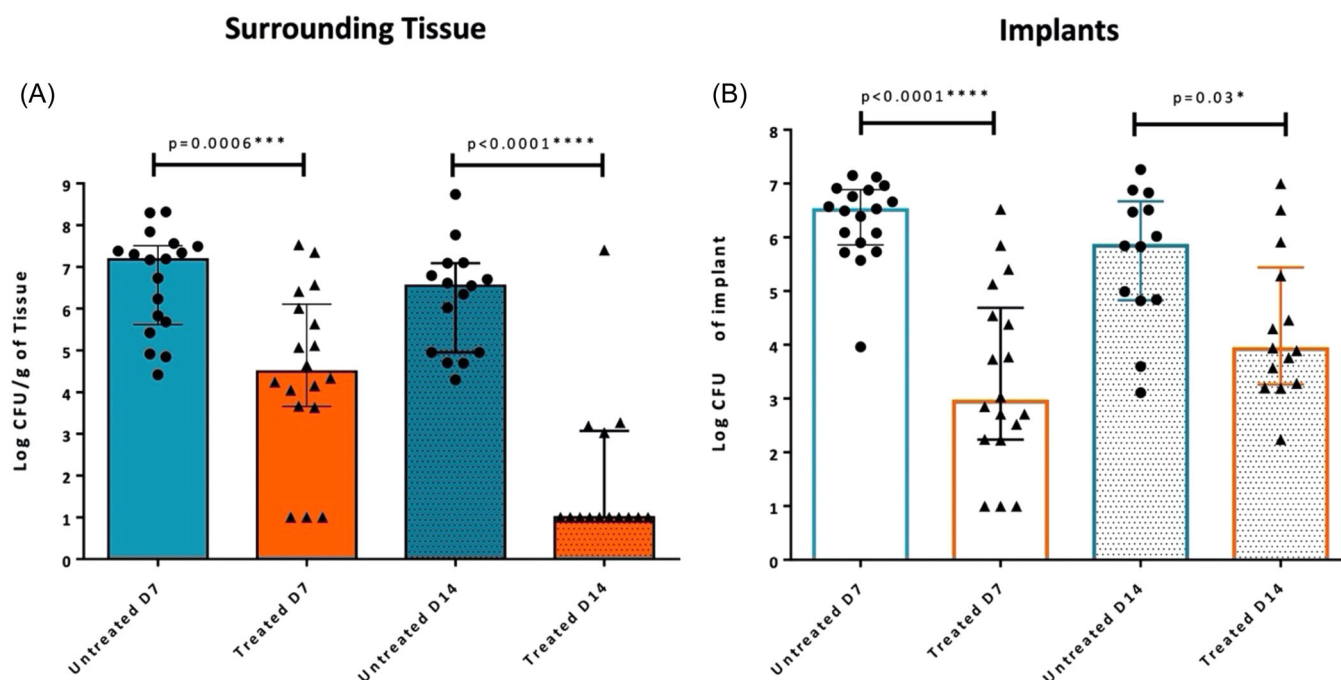 Surrounding Tissue
Implants
(A)
p=0.0006***
p<0.0001****
Log CFU/g of Tissue
9
8
7
6
5
4
3
2
1
0
Untreated D7
Treated D7
Untreated D14
Treated D14
(B)
p<0.0001****
p=0.03*
Log CFU of implant
8
7
6
5
4
3
2
1
0
Untreated D7
Treated D7
Untreated D14
Treated D14